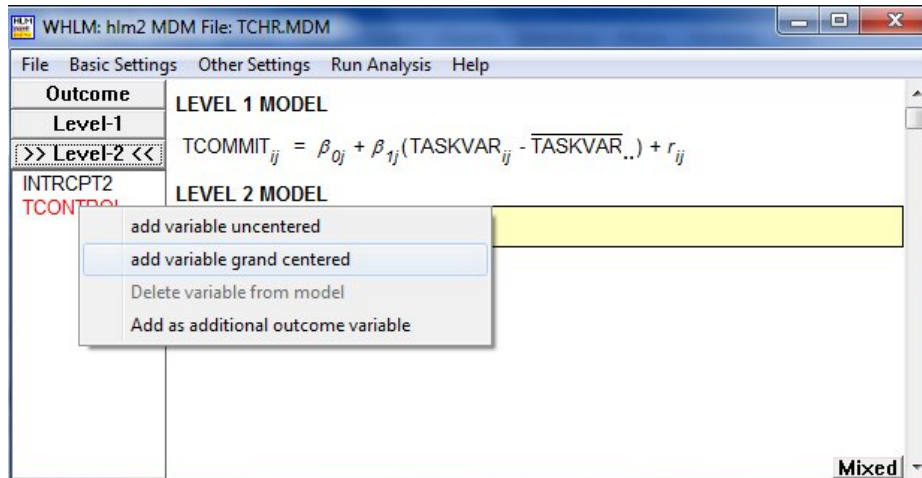 WHLM: hlm2 MDM File: TCHR.MDM
File Basic Settings Other Settings Run Analysis Help
Outcome
Level-1
>> Level-2 <<
INTRCPT2
TCONTROL
LEVEL 1 MODEL
TCOMMIT_ij = β_0j + β_1j(TASKVAR_ij - TASKVAR..) + r_ij
LEVEL 2 MODEL
add variable uncentered
add variable grand centered
Delete variable from model
Add as additional outcome variable
Mixed